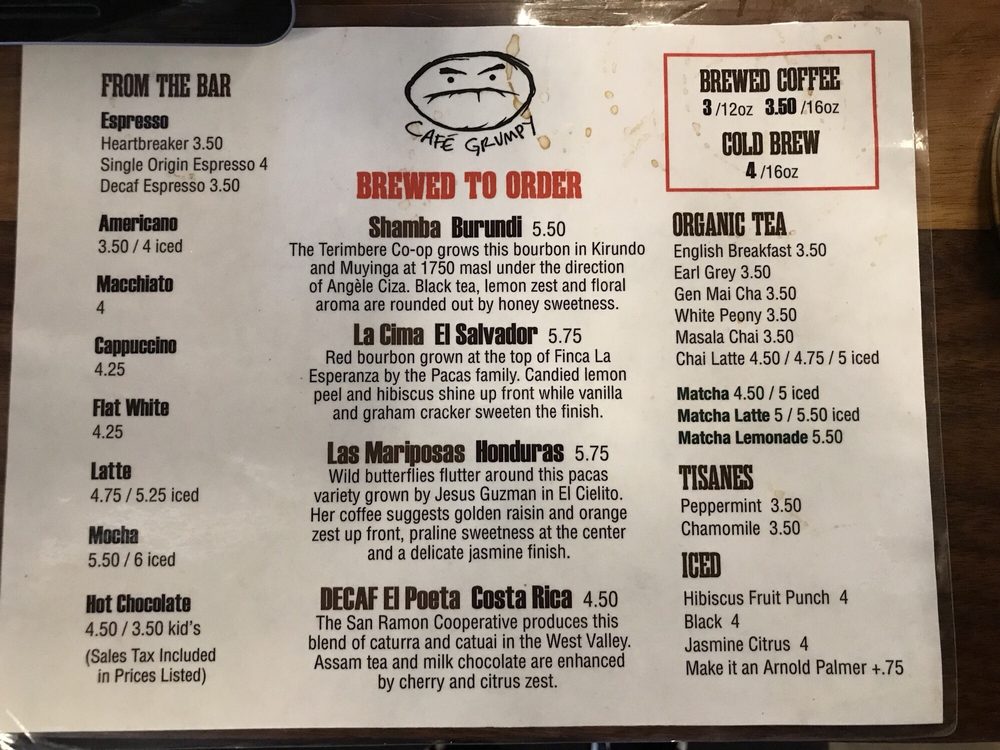 FROM THE BAR
Espresso
Heartbreaker 3.50
Single Origin Espresso 4
Decaf Espresso 3.50
Americano
3.50 / 4 iced
Macchiato
4
Cappuccino
4.25
Flat White
4.25
Latte
4.75 / 5.25 iced
Mocha
5.50 / 6 iced
Hot Chocolate
4.50 / 3.50 kid's
(Sales Tax Included
in Prices Listed)
CAFÉ GRUMPY
BREWED TO ORDER
Shamba Burundi 5.50
The Terimbere Co-op grows this bourbon in Kirundo
and Muyinga at 1750 masl under the direction
of Angèle Ciza. Black tea, lemon zest and floral
aroma are rounded out by honey sweetness.
La Cima El Salvador 5.75
Red bourbon grown at the top of Finca La
Esperanza by the Pacas family. Candied lemon
peel and hibiscus shine up front while vanilla
and graham cracker sweeten the finish.
Las Mariposas Honduras 5.75
Wild butterflies flutter around this pacas
variety grown by Jesus Guzman in El Cielito.
Her coffee suggests golden raisin and orange
zest up front, praline sweetness at the center
and a delicate jasmine finish.
DECAF El Poeta Costa Rica 4.50
The San Ramon Cooperative produces this
blend of caturra and catuai in the West Valley.
Assam tea and milk chocolate are enhanced
by cherry and citrus zest.
BREWED COFFEE
3 /12oz 3.50 /16oz
COLD BREW
4 /16oz
ORGANIC TEA
English Breakfast 3.50
Earl Grey 3.50
Gen Mai Cha 3.50
White Peony 3.50
Masala Chai 3.50
Chai Latte 4.50 / 4.75 / 5 iced
Matcha 4.50 / 5 iced
Matcha Latte 5 / 5.50 iced
Matcha Lemonade 5.50
TISANES
Peppermint 3.50
Chamomile 3.50
ICED
Hibiscus Fruit Punch 4
Black 4
Jasmine Citrus 4
Make it an Arnold Palmer +.75